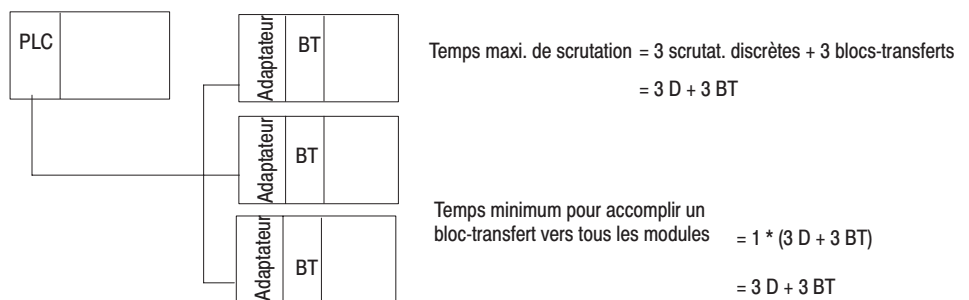 PLC
Adaptateur
BT
Temps maxi. de scrutation = 3 scrutat. discrètes + 3 blocs-transferts
= 3 D + 3 BT
Adaptateur
BT
Temps minimum pour accomplir un
bloc-transfert vers tous les modules = 1 * (3 D + 3 BT)
Adaptateur
BT
= 3 D + 3 BT